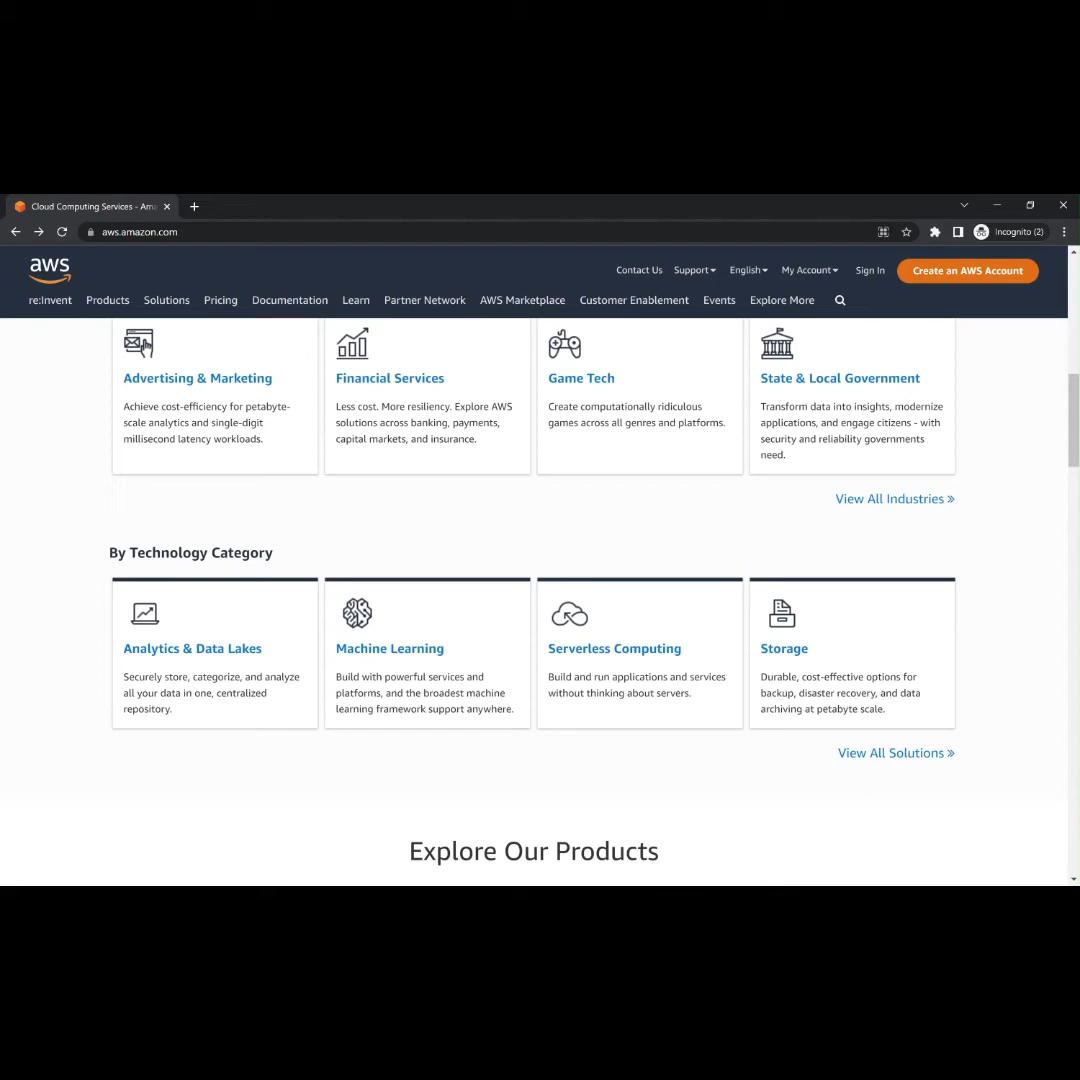 Cloud Computing Services - Ama
aws.amazon.com
Incognito (2)
aws
Contact Us Support English My Account Sign In Create an AWS Account
re:Invent Products Solutions Pricing Documentation Learn Partner Network AWS Marketplace Customer Enablement Events Explore More
Advertising & Marketing
Achieve cost-efficiency for petabyte-
scale analytics and single-digit
millisecond latency workloads.
Financial Services
Less cost. More resiliency. Explore AWS
solutions across banking, payments,
capital markets, and insurance.
Game Tech
Create computationally ridiculous
games across all genres and platforms.
State & Local Government
Transform data into insights, modernize
applications, and engage citizens - with
security and reliability governments
need.
View All Industries »
By Technology Category
Analytics & Data Lakes
Securely store, categorize, and analyze
all your data in one, centralized
repository.
Machine Learning
Build with powerful services and
platforms, and the broadest machine
learning framework support anywhere.
Serverless Computing
Build and run applications and services
without thinking about servers.
Storage
Durable, cost-effective options for
backup, disaster recovery, and data
archiving at petabyte scale.
View All Solutions »
Explore Our Products